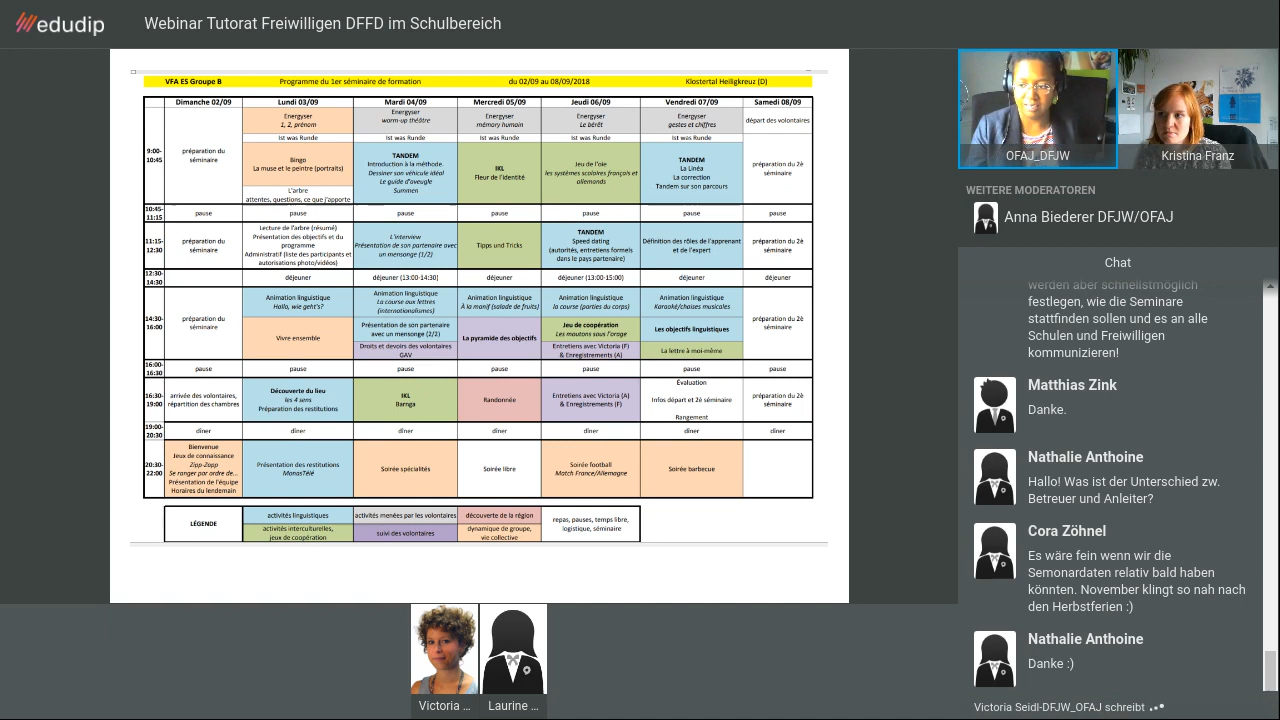 edudip
Webinar Tutorat Freiwilligen DFFD im Schulbereich
VFA ES Groupe B Programme du 1er séminaire de formation du 02/09 au 08/09/2018 Klostertal Heiligkreuz (D)
Dimanche 02/09 Lundi 03/09 Mardi 04/09 Mercredi 05/09 Jeudi 06/09 Vendredi 07/09 Samedi 08/09
9:00-
10:45
préparation du
séminaire
Energyser
1, 2, prénom
Ist was Runde
Bingo
La muse et le peintre (portraits)
L'arbre
attentes, questions, ce que j'apporte
Energyser
warm-up théâtre
Ist was Runde
TANDEM
Introduction à la méthode.
Dessiner son véhicule idéal
Le guide d'aveugle
Summen
Energyser
mémory humain
Ist was Runde
IKL
Fleur de l'identité
Energyser
Le bérêt
Ist was Runde
Jeu de l'oie
les systèmes scolaires français et
allemands
Energyser
gestes et chiffres
Ist was Runde
TANDEM
La Linéa
La correction
Tandem sur son parcours
départ des volontaires
préparation du 2è
séminaire
10:45-
11:15
pause pause pause pause pause pause pause
11:15-
12:30
préparation du
séminaire
Lecture de l'arbre (résumé)
Présentation des objectifs et du
programme
Administratif (liste des participants et
autorisations photo/vidéos)
L'interview
Présentation de son partenaire avec
un mensonge (1/2)
Tipps und Tricks
TANDEM
Speed dating
(autorités, entretiens formels
dans le pays partenaire)
Définition des rôles de l'apprenant
et de l'expert
préparation du 2è
séminaire
12:30-
14:30
déjeuner déjeuner (13:00-14:30) déjeuner déjeuner (13:00-15:00) déjeuner déjeuner
14:30-
16:00
préparation du
séminaire
Animation linguistique
Hallo, wie geht's?
Vivre ensemble
Animation linguistique
La course aux lettres
(internationalismes)
Présentation de son partenaire
avec un mensonge (2/2)
Droits et devoirs des volontaires
GAV
Animation linguistique
À la manif (salade de fruits)
La pyramide des objectifs
Animation linguistique
la course (parties du corps)
Jeu de coopération
Les moutons sous l'orage
Entretiens avec Victoria (F)
& Enregistrements (A)
Animation linguistique
Karaoké/chaises musicales
Les objectifs linguistiques
La lettre à moi-même
préparation du 2è
séminaire
16:00-
16:30
pause pause pause pause pause pause pause
16:30-
19:00
arrivée des volontaires,
répartition des chambres
Découverte du lieu
les 4 sens
Préparation des restitutions
IKL
Barnga
Randonnée
Entretiens avec Victoria (A)
& Enregistrements (F)
Évaluation
Infos départ et 2è séminaire
Rangement
préparation du 2è
séminaire
19:00-
20:30
dîner dîner dîner dîner dîner dîner dîner
20:30-
22:00
Bienvenue
Jeux de connaissance
Zipp-Zapp
Se ranger par ordre de...
Présentation de l'équipe
Horaires du lendemain
Présentation des restitutions
MonasTélé
Soirée spécialités
Soirée libre
Soirée football
Match France/Allemagne
Soirée barbecue
LÉGENDE
activités linguistiques
activités interculturelles,
jeux de coopération
activités menées par les volontaires
suivi des volontaires
découverte de la région
dynamique de groupe,
vie collective
repas, pauses, temps libre,
logistique, séminaire
Victoria ...
Laurine ...
OFAJ_DFJW
Kristina Franz
WEITERE MODERATOREN
Anna Biederer DFJW/OFAJ
Chat
werden aber schnellstmöglich
festlegen, wie die Seminare
stattfinden sollen und es an alle
Schulen und Freiwilligen
kommunizieren!
Matthias Zink
Danke.
Nathalie Anthoine
Hallo! Was ist der Unterschied zw.
Betreuer und Anleiter?
Cora Zöhnel
Es wäre fein wenn wir die
Semonardaten relativ bald haben
könnten. November klingt so nah nach
den Herbstferien :)
Nathalie Anthoine
Danke :)
Victoria Seidl-DFJW_OFAJ schreibt